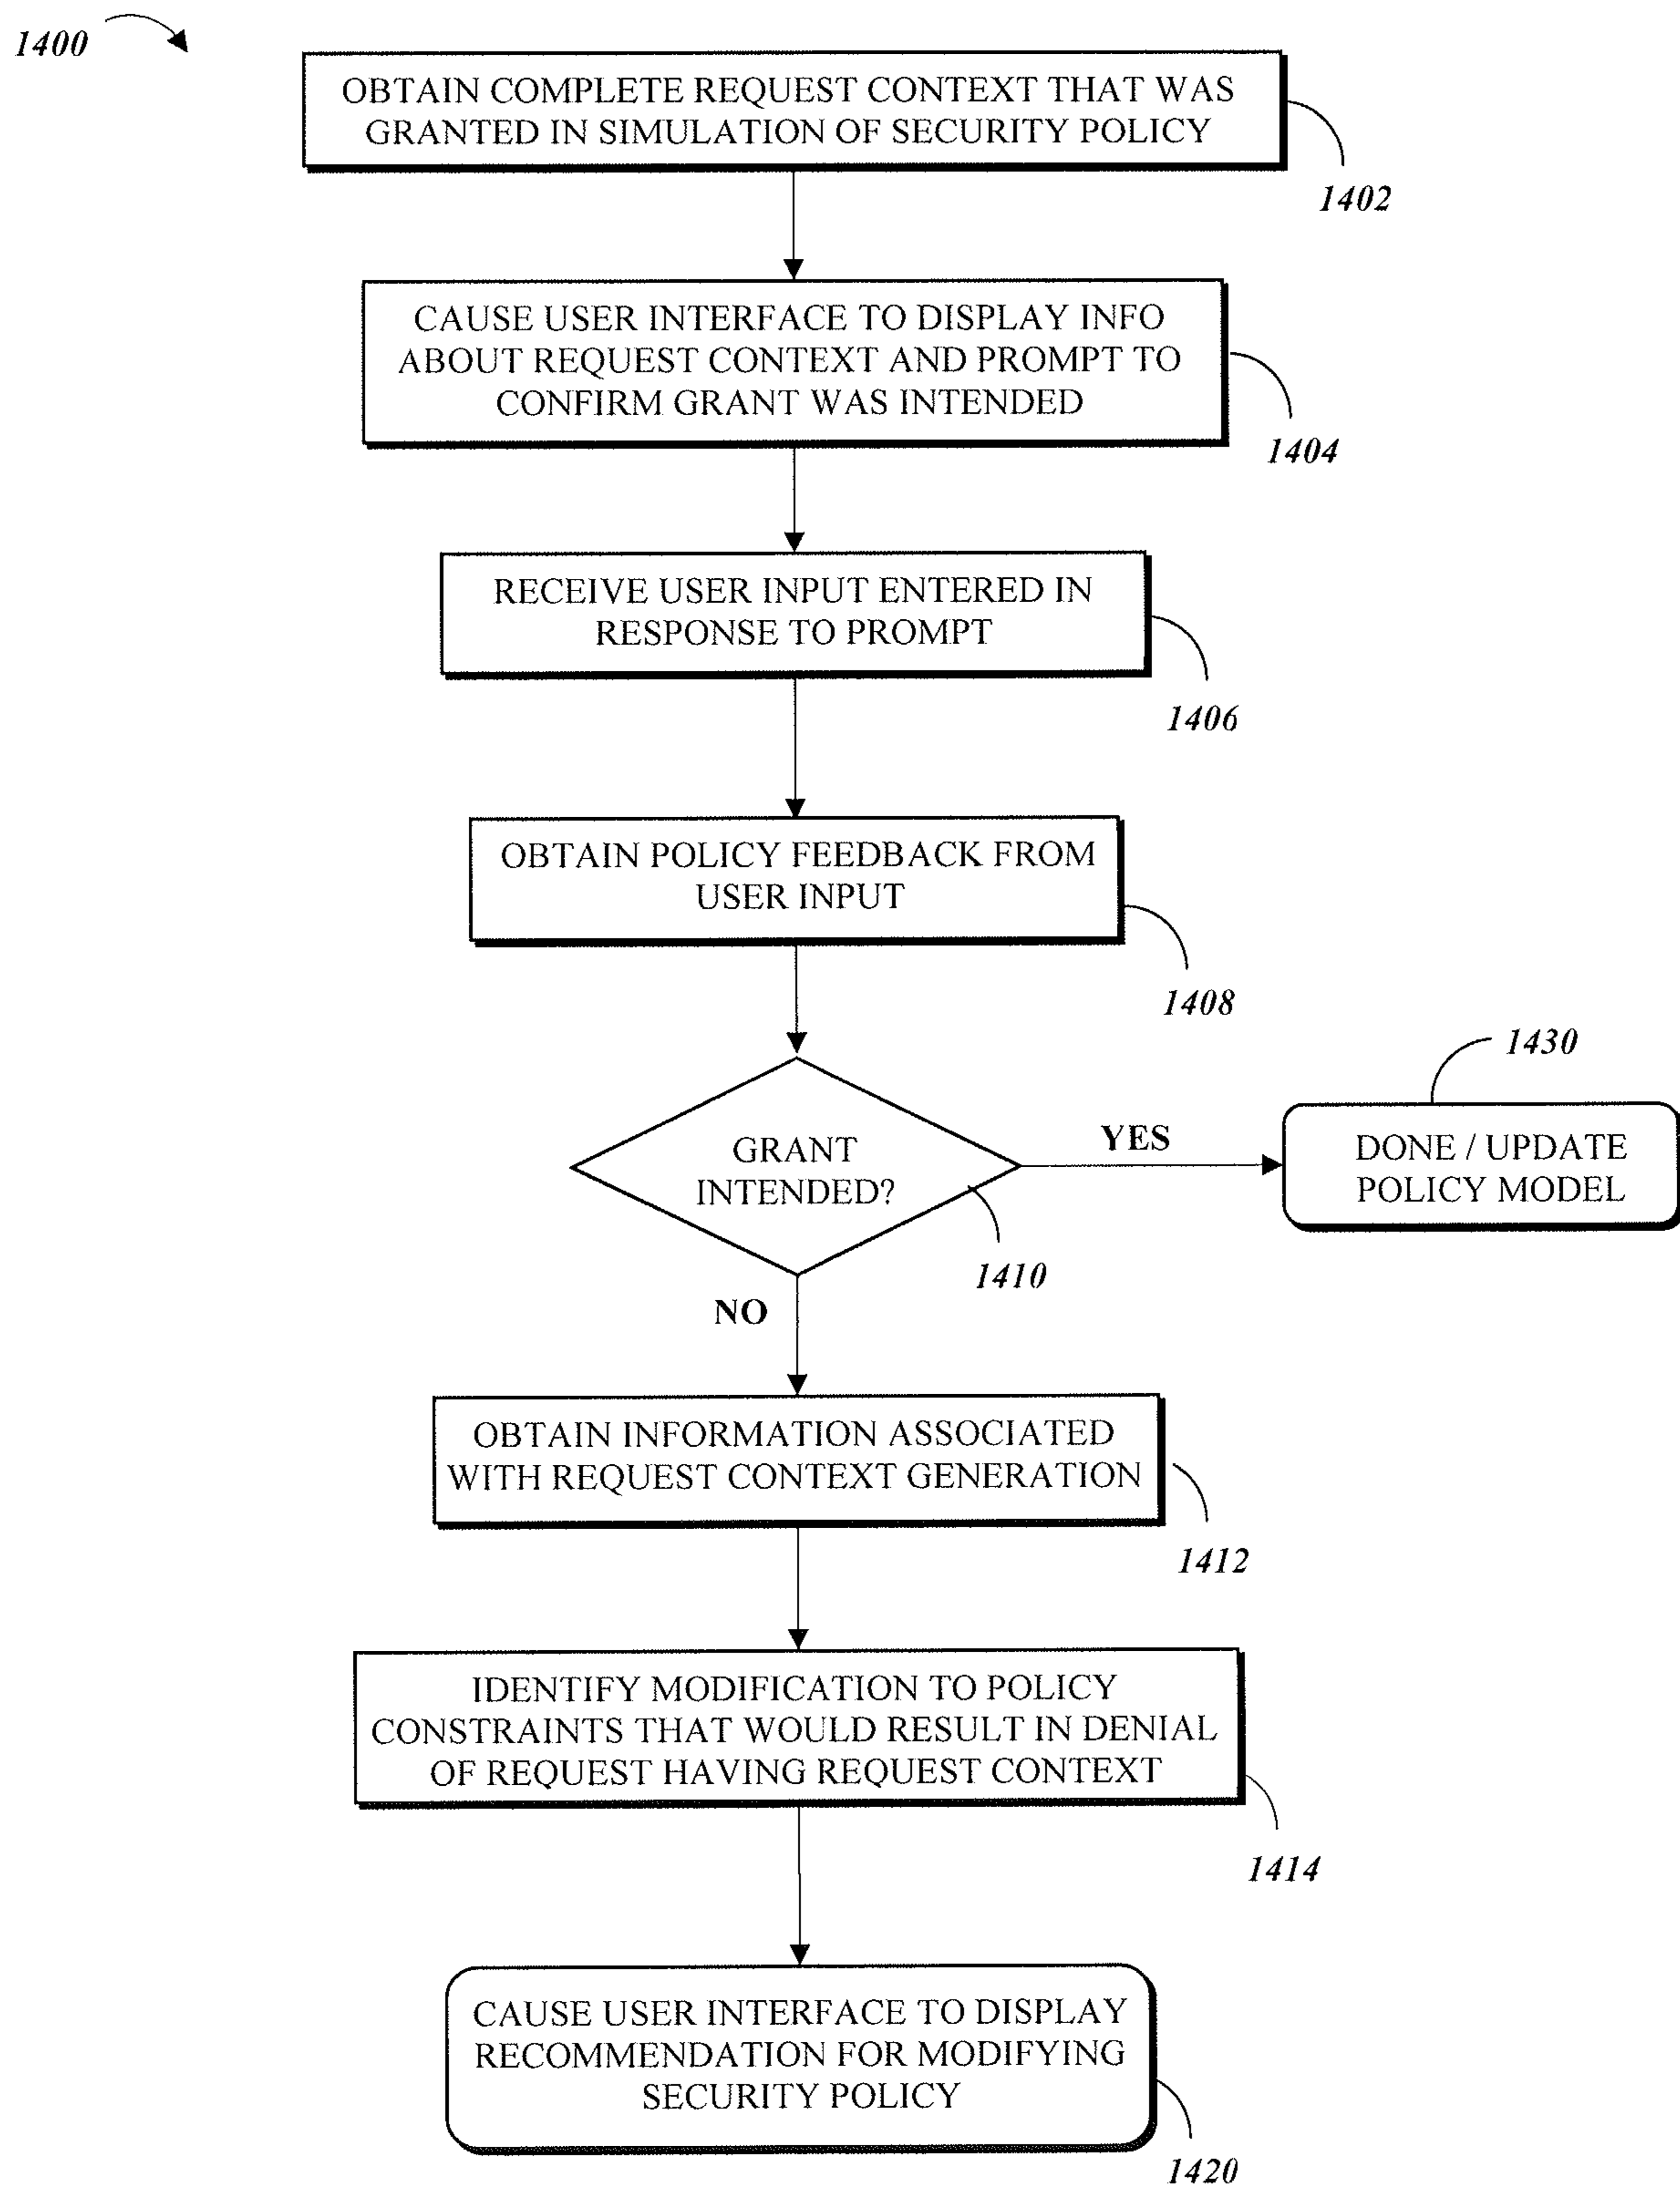 1400
OBTAIN COMPLETE REQUEST CONTEXT THAT WAS
GRANTED IN SIMULATION OF SECURITY POLICY
1402
CAUSE USER INTERFACE TO DISPLAY INFO
ABOUT REQUEST CONTEXT AND PROMPT TO
CONFIRM GRANT WAS INTENDED
1404
RECEIVE USER INPUT ENTERED IN
RESPONSE TO PROMPT
1406
OBTAIN POLICY FEEDBACK FROM
USER INPUT
1408
GRANT
INTENDED?
1410
YES
1430
DONE / UPDATE
POLICY MODEL
NO
OBTAIN INFORMATION ASSOCIATED
WITH REQUEST CONTEXT GENERATION
1412
IDENTIFY MODIFICATION TO POLICY
CONSTRAINTS THAT WOULD RESULT IN DENIAL
OF REQUEST HAVING REQUEST CONTEXT
1414
CAUSE USER INTERFACE TO DISPLAY
RECOMMENDATION FOR MODIFYING
SECURITY POLICY
1420